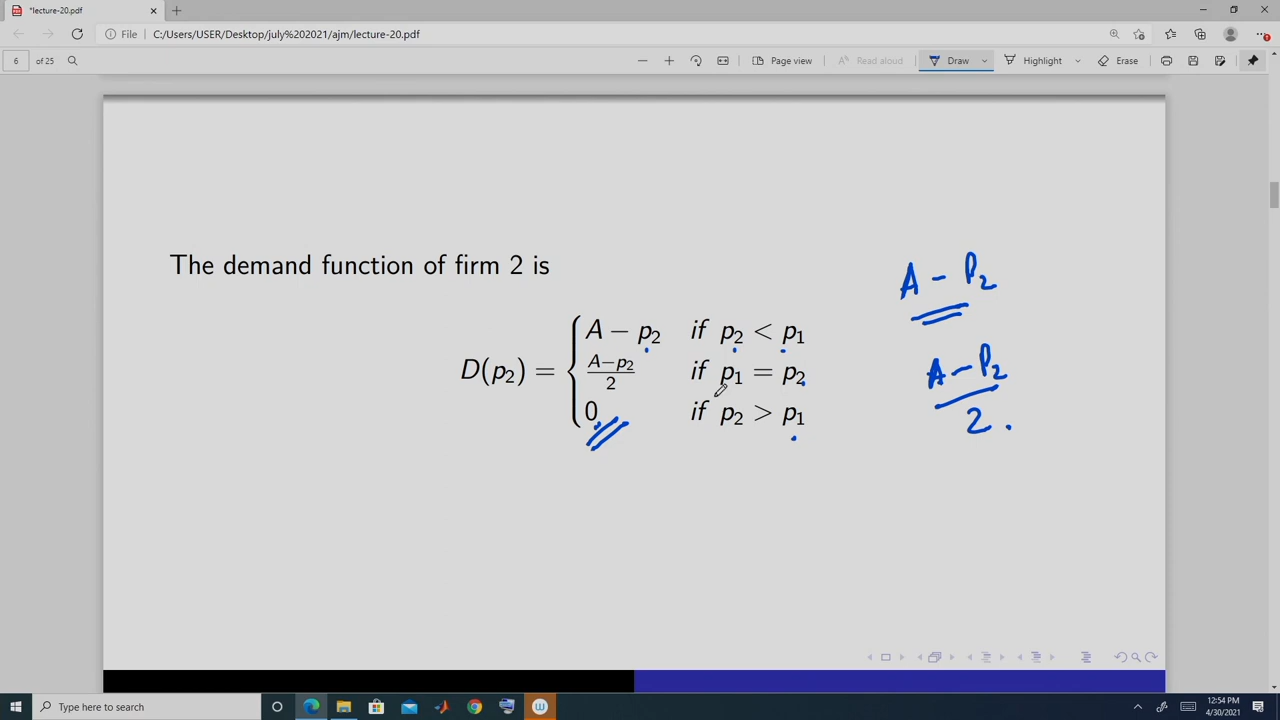 *lecture-20.pdf
File C:/Users/USER/Desktop/july%202021/ajm/lecture-20.pdf
6 of 25 Page view Read aloud Draw Highlight Erase
The demand function of firm 2 is
D(p₂) =
A − p₂ if p₂ < p₁
A−p₂/2 if p₁ = p₂
0 if p₂ > p₁
A − P₂
A − P₂
2.
Type here to search
12:54 PM
4/30/2021